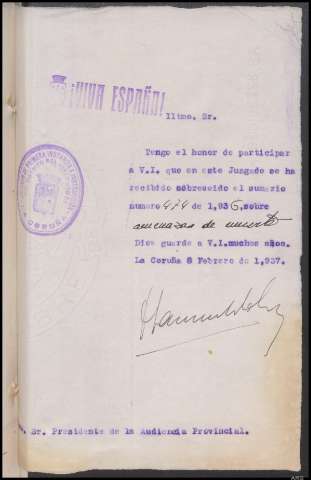 ¡VIVA ESPAÑA!
Iltmo. Sr.
Tengo el honor de participar
a V.I. que en este Juzgado se ha
recibido sobreseido el sumario
numero 474 de 1.936, sobre
amenazas de muerte
Dios guarde a V.I. muchos años.
La Coruña 8 Febrero de 1.937.
Sr. Presidente de la Audiencia Provincial.